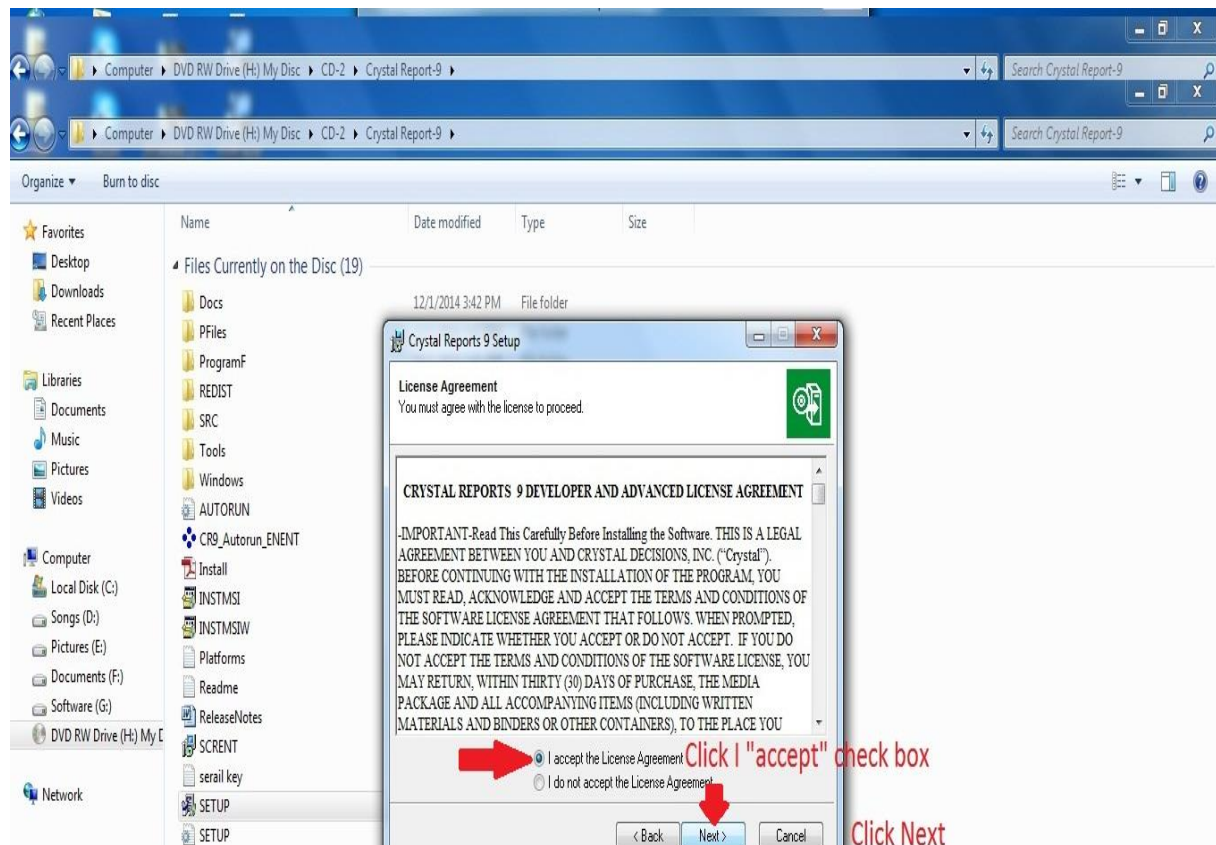 Computer ▸ DVD RW Drive (H:) My Disc ▸ CD-2 ▸ Crystal Report-9 ▸
Search Crystal Report-9
Computer ▸ DVD RW Drive (H:) My Disc ▸ CD-2 ▸ Crystal Report-9 ▸
Search Crystal Report-9
Organize ▾ Burn to disc
Name Date modified Type Size
Favorites
Desktop
Downloads
Recent Places
Libraries
Documents
Music
Pictures
Videos
Computer
Local Disk (C:)
Songs (D:)
Pictures (E:)
Documents (F:)
Software (G:)
DVD RW Drive (H:) My D
Network
Files Currently on the Disc (19)
Docs 12/1/2014 3:42 PM File folder
PFiles
ProgramF
REDIST
SRC
Tools
Windows
AUTORUN
CR9_Autorun_ENENT
Install
INSTMSI
INSTMSIW
Platforms
Readme
ReleaseNotes
SCRENT
serail key
SETUP
SETUP
Crystal Reports 9 Setup
License Agreement
You must agree with the license to proceed.
CRYSTAL REPORTS 9 DEVELOPER AND ADVANCED LICENSE AGREEMENT
-IMPORTANT-Read This Carefully Before Installing the Software. THIS IS A LEGAL
AGREEMENT BETWEEN YOU AND CRYSTAL DECISIONS, INC. (“Crystal”).
BEFORE CONTINUING WITH THE INSTALLATION OF THE PROGRAM, YOU
MUST READ, ACKNOWLEDGE AND ACCEPT THE TERMS AND CONDITIONS OF
THE SOFTWARE LICENSE AGREEMENT THAT FOLLOWS. WHEN PROMPTED,
PLEASE INDICATE WHETHER YOU ACCEPT OR DO NOT ACCEPT. IF YOU DO
NOT ACCEPT THE TERMS AND CONDITIONS OF THE SOFTWARE LICENSE, YOU
MAY RETURN, WITHIN THIRTY (30) DAYS OF PURCHASE, THE MEDIA
PACKAGE AND ALL ACCOMPANYING ITEMS (INCLUDING WRITTEN
MATERIALS AND BINDERS OR OTHER CONTAINERS), TO THE PLACE YOU
I accept the License Agreement Click I "accept" check box
I do not accept the License Agreement
< Back Next > Cancel Click Next